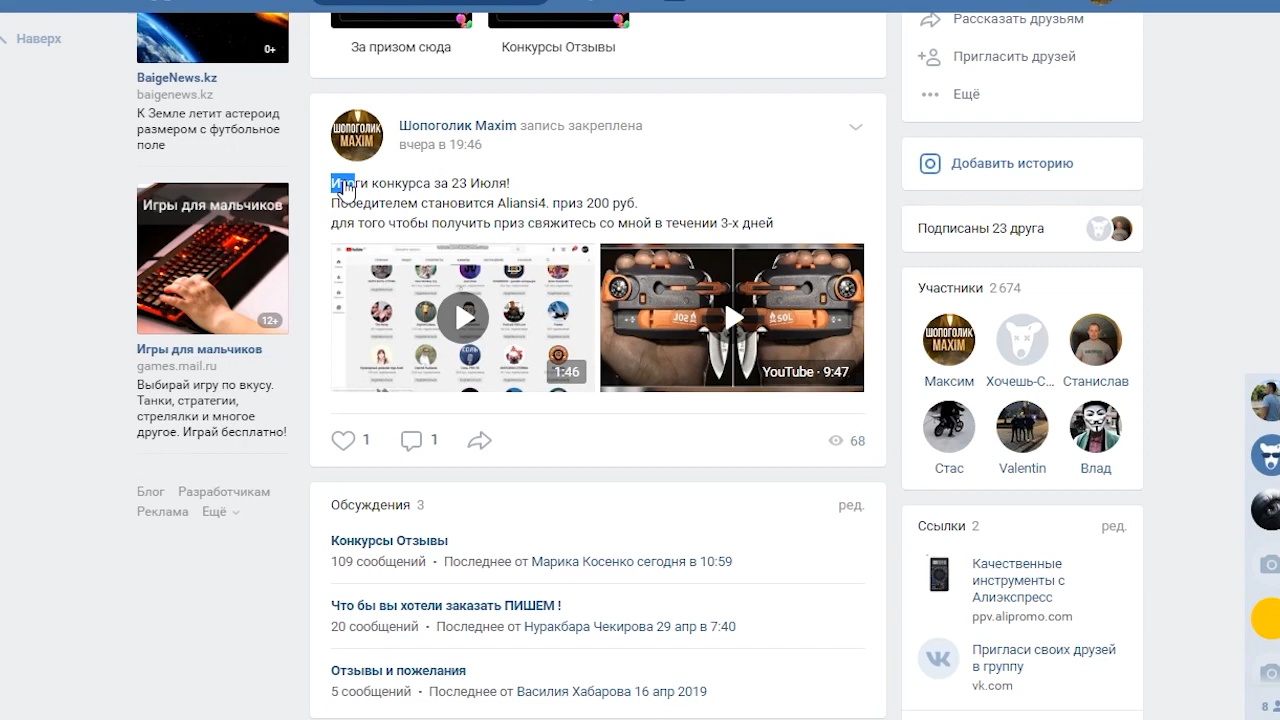 Наверх
0+
BaigeNews.kz
baigenews.kz
К Земле летит астероид
размером с футбольное
поле
Игры для мальчиков
12+
Игры для мальчиков
games.mail.ru
Выбирай игру по вкусу.
Танки, стратегии,
стрелялки и многое
другое. Играй бесплатно!
Блог Разработчикам
Реклама Ещё
За призом сюда
Конкурсы Отзывы
ШОПОГОЛИК
MAXIM
Шопоголик Maxim запись закреплена
вчера в 19:46
Итоги конкурса за 23 Июля!
Победителем становится Aliansi4. приз 200 руб.
для того чтобы получить приз свяжитесь со мной в течении 3-х дней
1:46
YouTube · 9:47
1
1
68
Обсуждения 3
ред.
Конкурсы Отзывы
109 сообщений · Последнее от Марика Косенко сегодня в 10:59
Что бы вы хотели заказать ПИШЕМ !
20 сообщений · Последнее от Нуракбара Чекирова 29 апр в 7:40
Отзывы и пожелания
5 сообщений · Последнее от Василия Хабарова 16 апр 2019
Рассказать друзьям
Пригласить друзей
Ещё
Добавить историю
Подписаны 23 друга
Участники 2 674
ШОПОГОЛИК
MAXIM
Максим Хочешь-С... Станислав
Стас Valentin Влад
Ссылки 2
ред.
Качественные
инструменты с
Алиэкспресс
ppv.alipromo.com
Пригласи своих друзей
в группу
vk.com
8